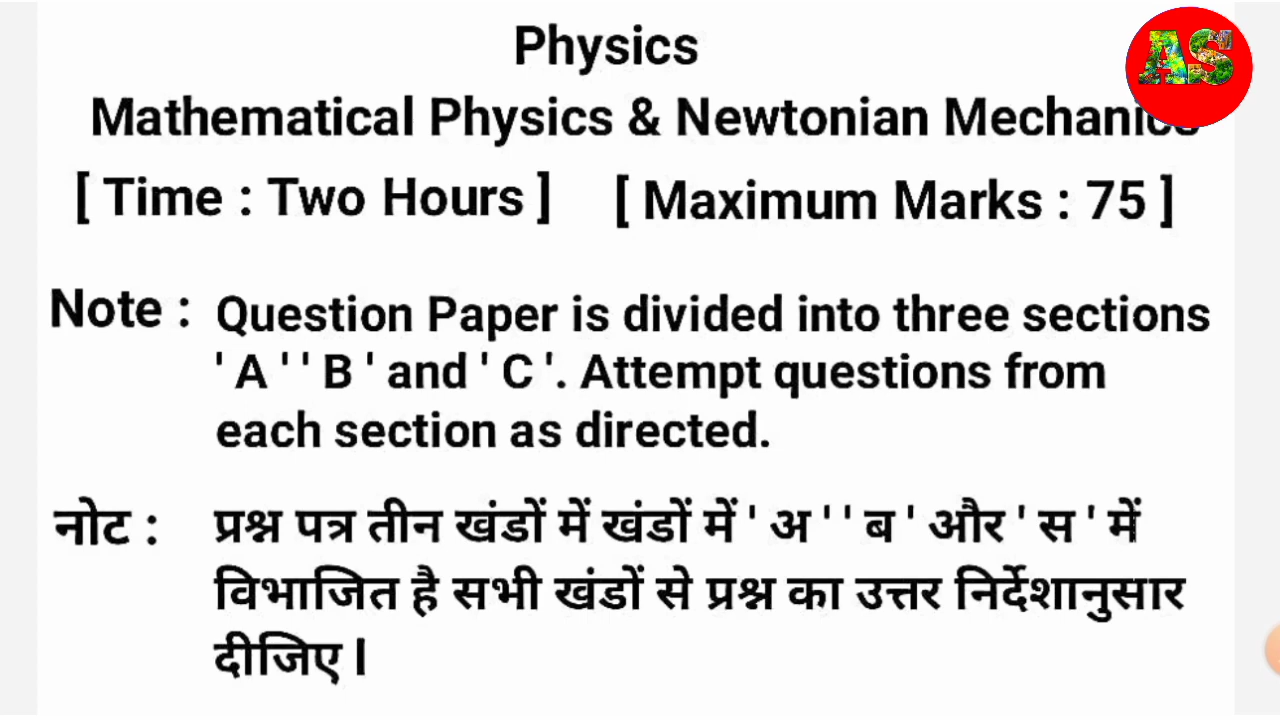 Physics
AS
Mathematical Physics & Newtonian Mechanics
[ Time : Two Hours ] [ Maximum Marks : 75 ]
Note : Question Paper is divided into three sections
' A ' ' B ' and ' C '. Attempt questions from
each section as directed.
नोट : प्रश्न पत्र तीन खंडों में खंडों में ' अ ' ' ब ' और ' स ' में
विभाजित है सभी खंडों से प्रश्न का उत्तर निर्देशानुसार
दीजिए l